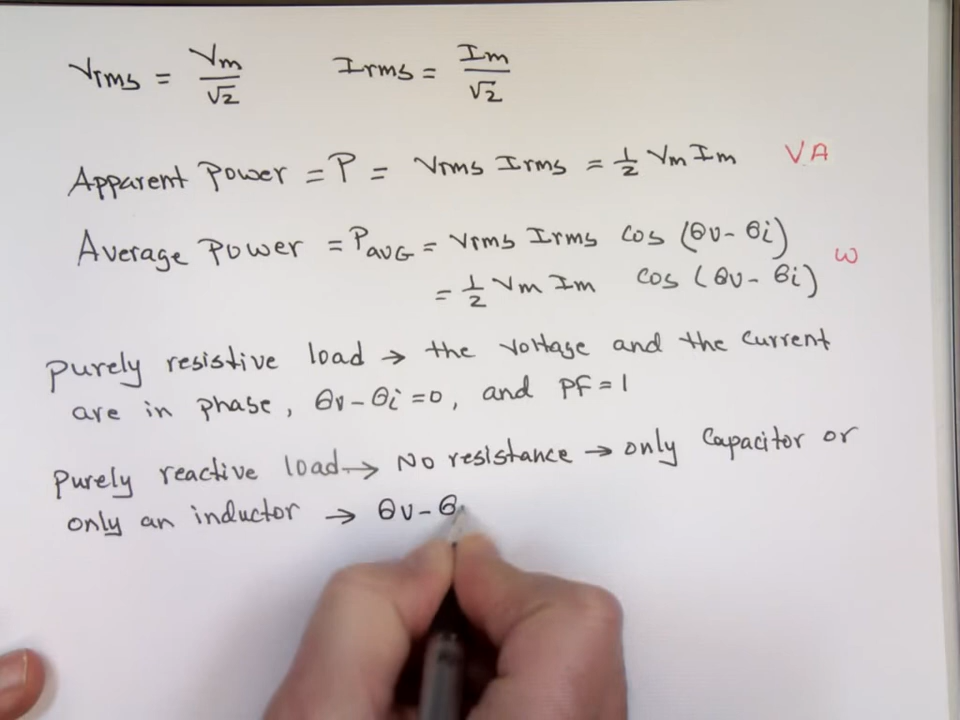 Vrms = Vm/√2 Irms = Im/√2
Apparent Power = P = Vrms Irms = 1/2 Vm Im VA
Average Power = PAVG = Vrms Irms cos (θv - θi) W
= 1/2 Vm Im cos (θv - θi)
Purely resistive load → the voltage and the current
are in phase, θv - θi = 0, and PF = 1
Purely reactive load → No resistance → only capacitor or
only an inductor → θv - θ